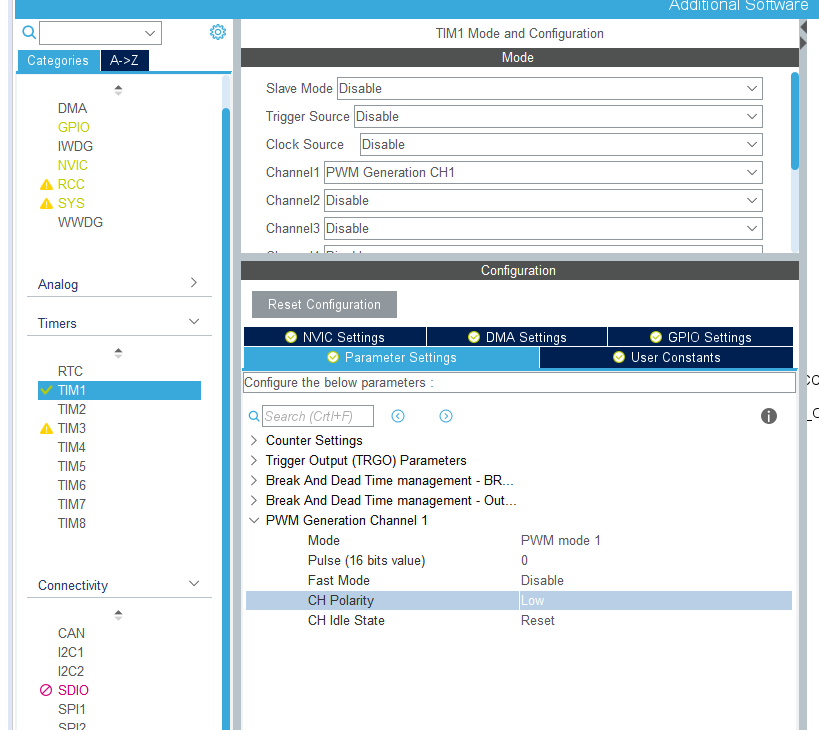 Additional Software
TIM1 Mode and Configuration
Categories A->Z
Mode
DMA
GPIO
IWDG
NVIC
RCC
SYS
WWDG
Analog
Timers
RTC
TIM1
TIM2
TIM3
TIM4
TIM5
TIM6
TIM7
TIM8
Connectivity
CAN
I2C1
I2C2
SDIO
SPI1
SPI2
Slave Mode Disable
Trigger Source Disable
Clock Source Disable
Channel1 PWM Generation CH1
Channel2 Disable
Channel3 Disable
Configuration
Reset Configuration
NVIC Settings DMA Settings GPIO Settings
Parameter Settings User Constants
Configure the below parameters :
Search (Crtl+F)
Counter Settings
Trigger Output (TRGO) Parameters
Break And Dead Time management - BR...
Break And Dead Time management - Out...
PWM Generation Channel 1
Mode PWM mode 1
Pulse (16 bits value) 0
Fast Mode Disable
CH Polarity Low
CH Idle State Reset